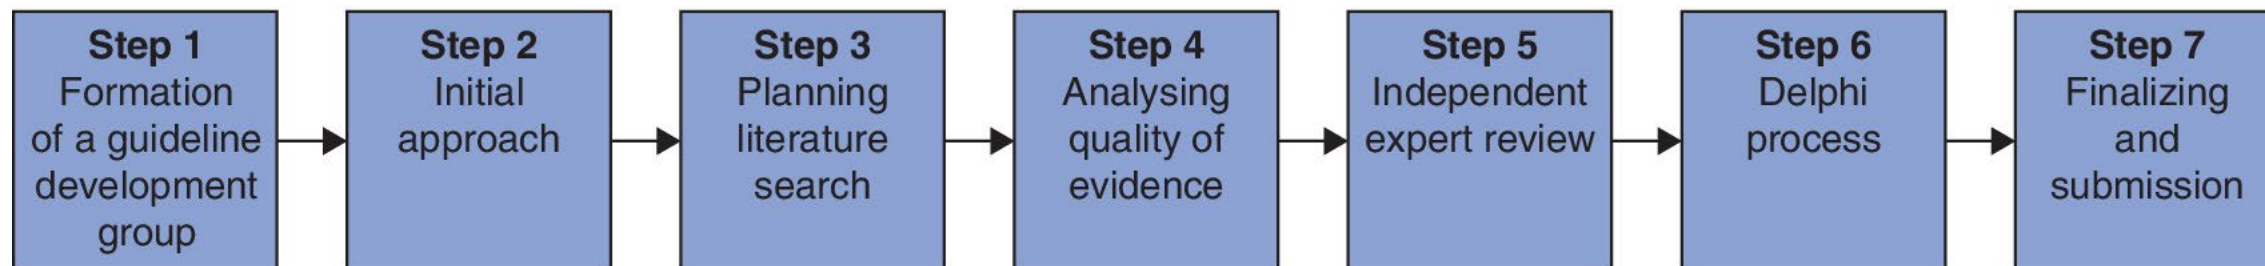 Step 1
Formation
of a guideline
development
group
Step 2
Initial
approach
Step 3
Planning
literature
search
Step 4
Analysing
quality of
evidence
Step 5
Independent
expert review
Step 6
Delphi
process
Step 7
Finalizing
and
submission